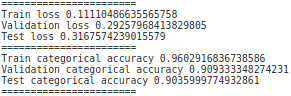 =======================
Train loss 0.11110486635565758
Validation loss 0.29257968413829805
Test loss 0.3167574239015579
=======================
Train categorical accuracy 0.9602916836738586
Validation categorical accuracy 0.909333348274231
Test categorical accuracy 0.9035999774932861
=======================